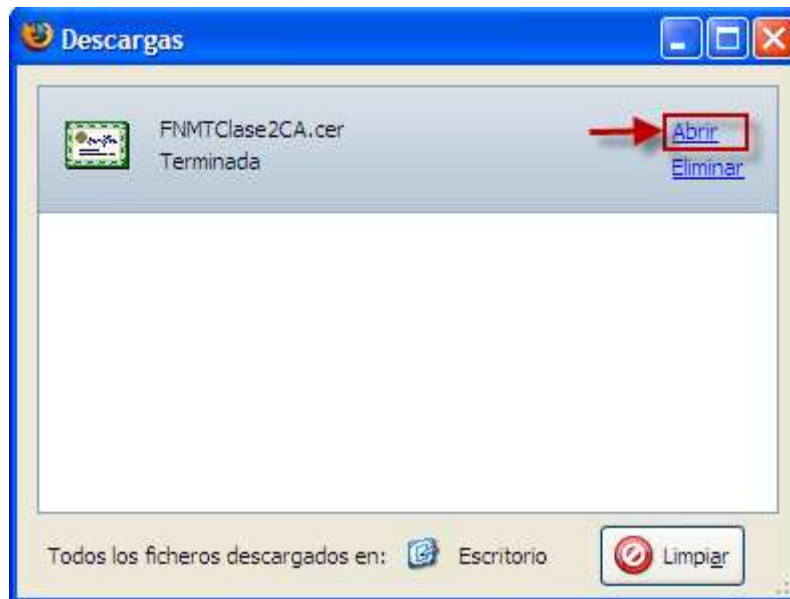 Descargas
FNMTClase2CA.cer
Abrir
Terminada
Eliminar
Todos los ficheros descargados en: Escritorio
Limpiar